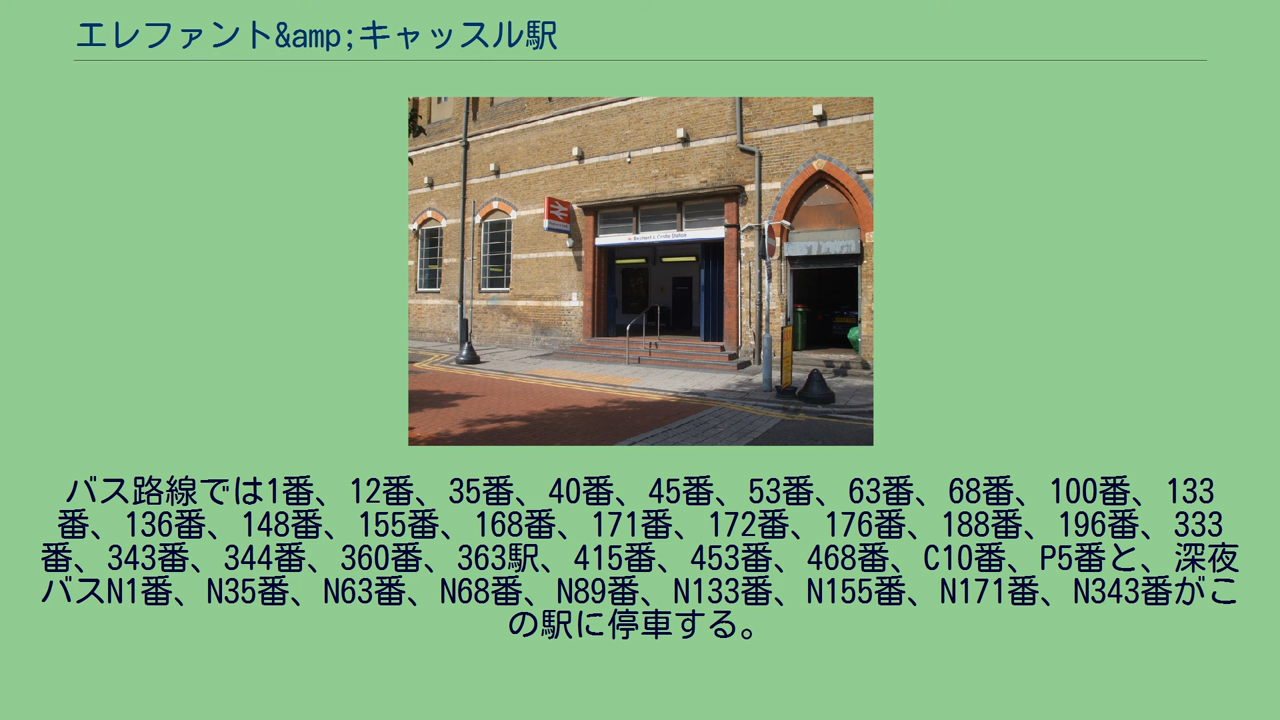 エレファント&amp;キャッスル駅
Elephant & Castle Station
バス路線では1番、12番、35番、40番、45番、53番、63番、68番、100番、133
番、136番、148番、155番、168番、171番、172番、176番、188番、196番、333
番、343番、344番、360番、363駅、415番、453番、468番、C10番、P5番と、深夜
バスN1番、N35番、N63番、N68番、N89番、N133番、N155番、N171番、N343番がこ
の駅に停車する。